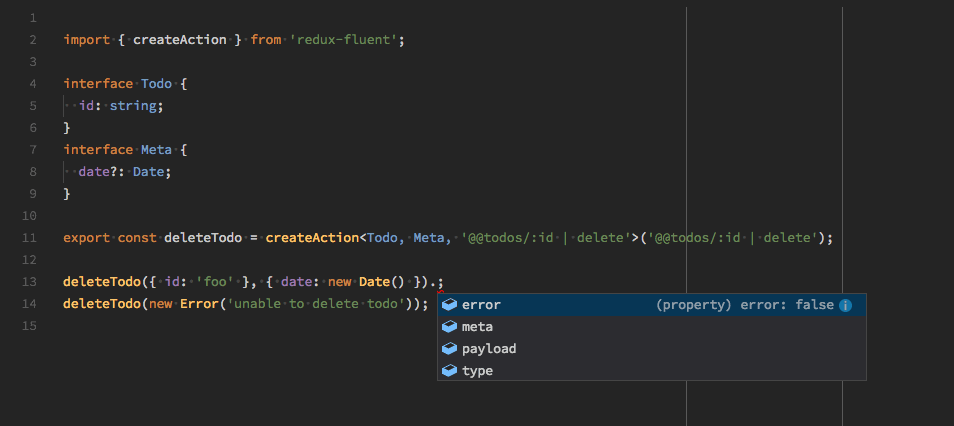 1
2 import { createAction } from 'redux-fluent';
3
4 interface Todo {
5 id: string;
6 }
7 interface Meta {
8 date?: Date;
9 }
10
11 export const deleteTodo = createAction<Todo, Meta, '@@todos/:id | delete'>('@@todos/:id | delete');
12
13 deleteTodo({ id: 'foo' }, { date: new Date() }).;
14 deleteTodo(new Error('unable to delete todo'));
error (property) error: false
15 meta
payload
type